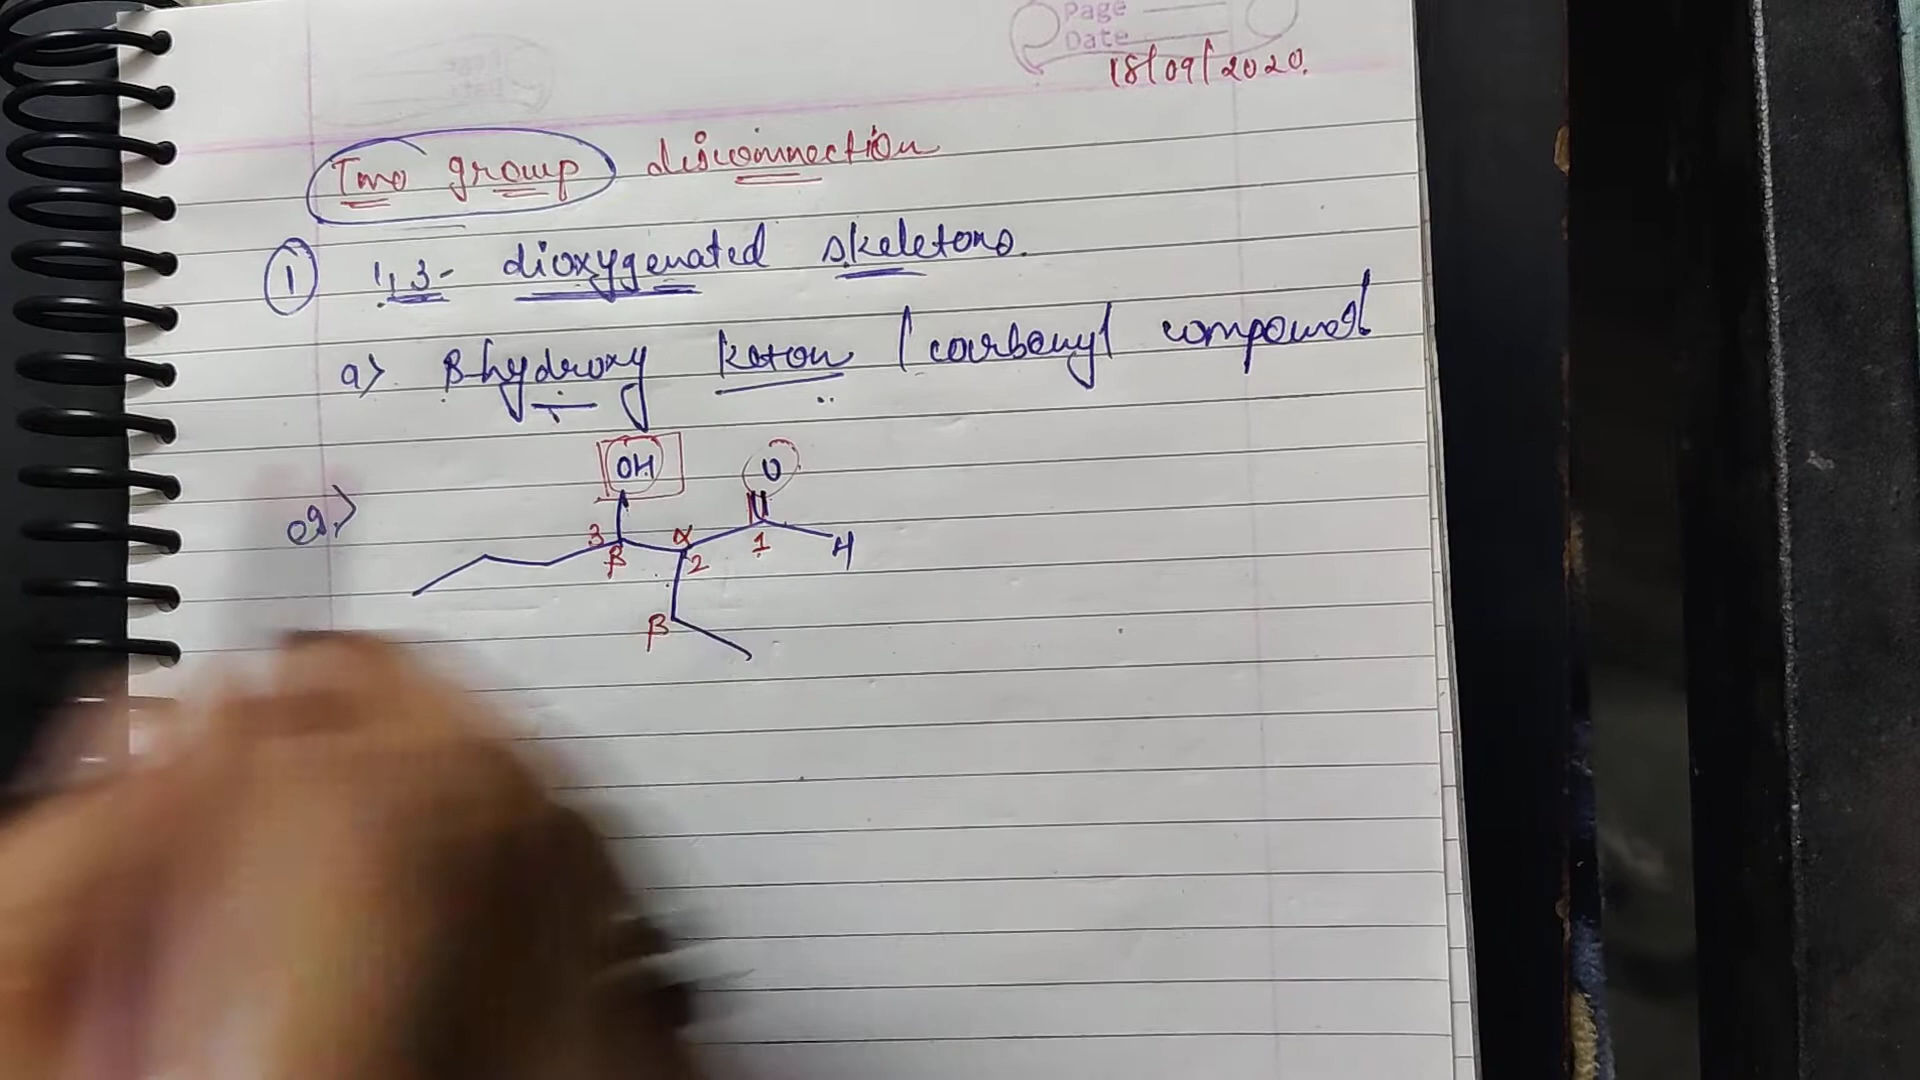 Page
Date
18/09/2020.
Two group disconnection
1 1,3- dioxygenated skeletons.
a> β hydroxy keton / carbonyl compound
eg.>
OH O
3 α 1 H
β 2
β